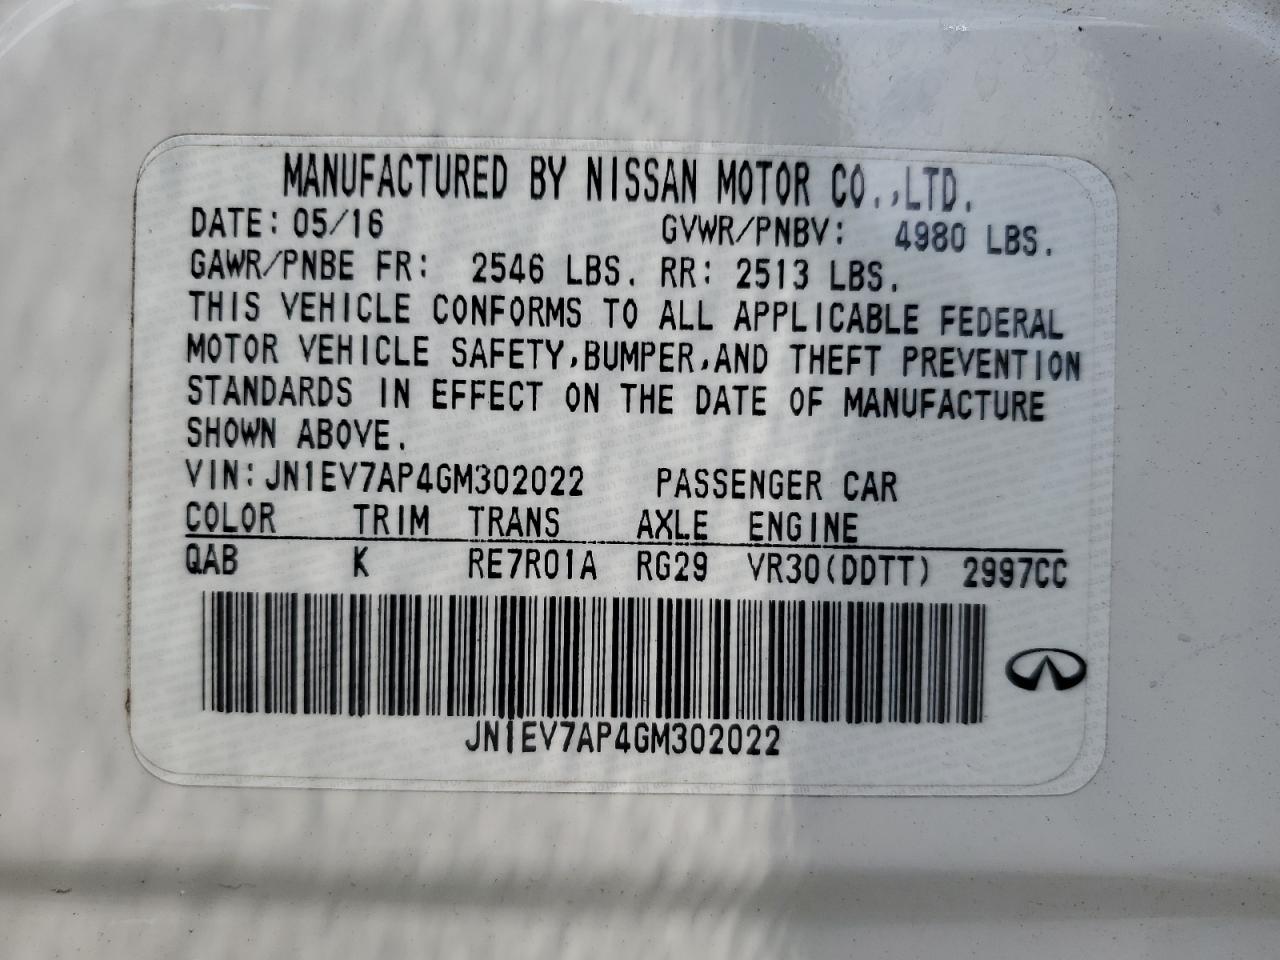 MANUFACTURED BY NISSAN MOTOR CO.,LTD.
DATE: 05/16 GVWR/PNBV: 4980 LBS.
GAWR/PNBE FR: 2546 LBS. RR: 2513 LBS.
THIS VEHICLE CONFORMS TO ALL APPLICABLE FEDERAL
MOTOR VEHICLE SAFETY,BUMPER,AND THEFT PREVENTION
STANDARDS IN EFFECT ON THE DATE OF MANUFACTURE
SHOWN ABOVE.
VIN: JN1EV7AP4GM302022 PASSENGER CAR
COLOR TRIM TRANS AXLE ENGINE
QAB K RE7R01A RG29 VR30(DDTT) 2997CC
JN1EV7AP4GM302022